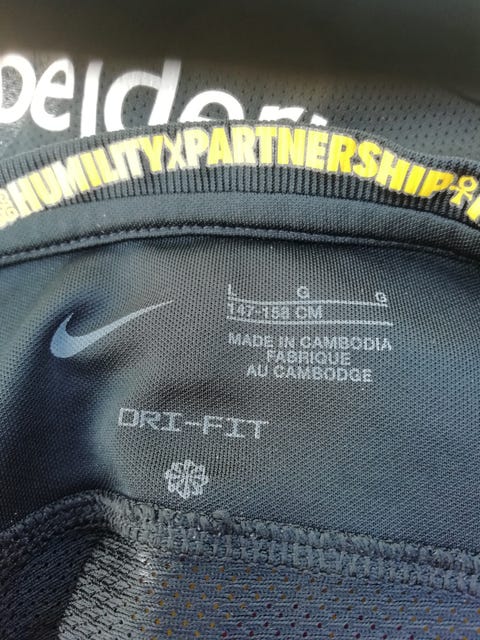 HUMILITYXPARTNERSHIP
L G G
147-158 CM
MADE IN CAMBODIA
FABRIQUE
AU CAMBODGE
DRI-FIT